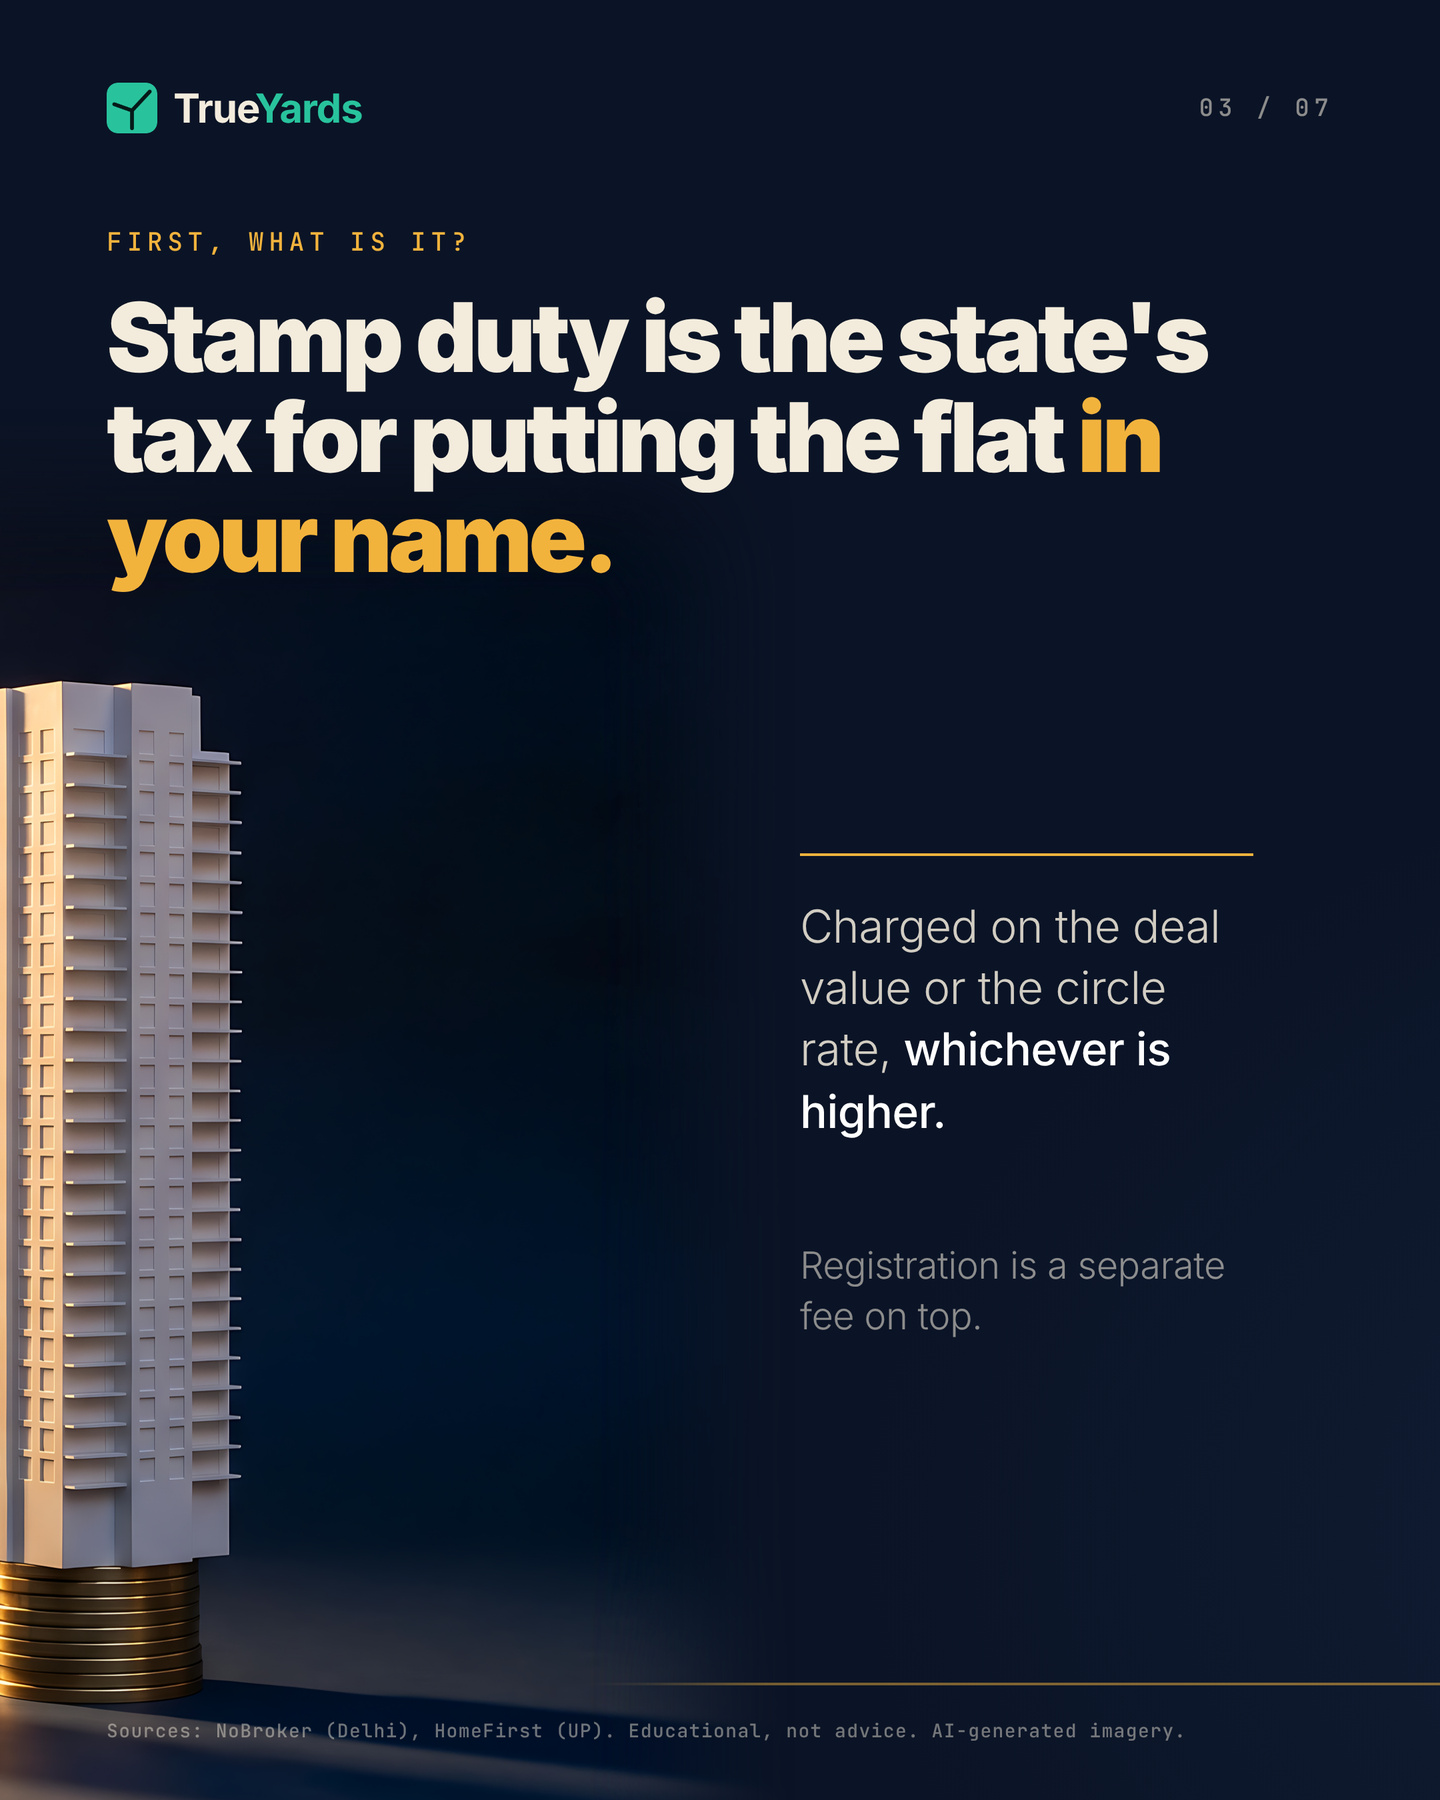 TrueYards
03 / 07
FIRST, WHAT IS IT?
Stamp duty is the state's
tax for putting the flat in
your name.
Charged on the deal
value or the circle
rate, whichever is
higher.
Registration is a separate
fee on top.
Sources: NoBroker (Delhi), HomeFirst (UP). Educational, not advice. AI-generated imagery.